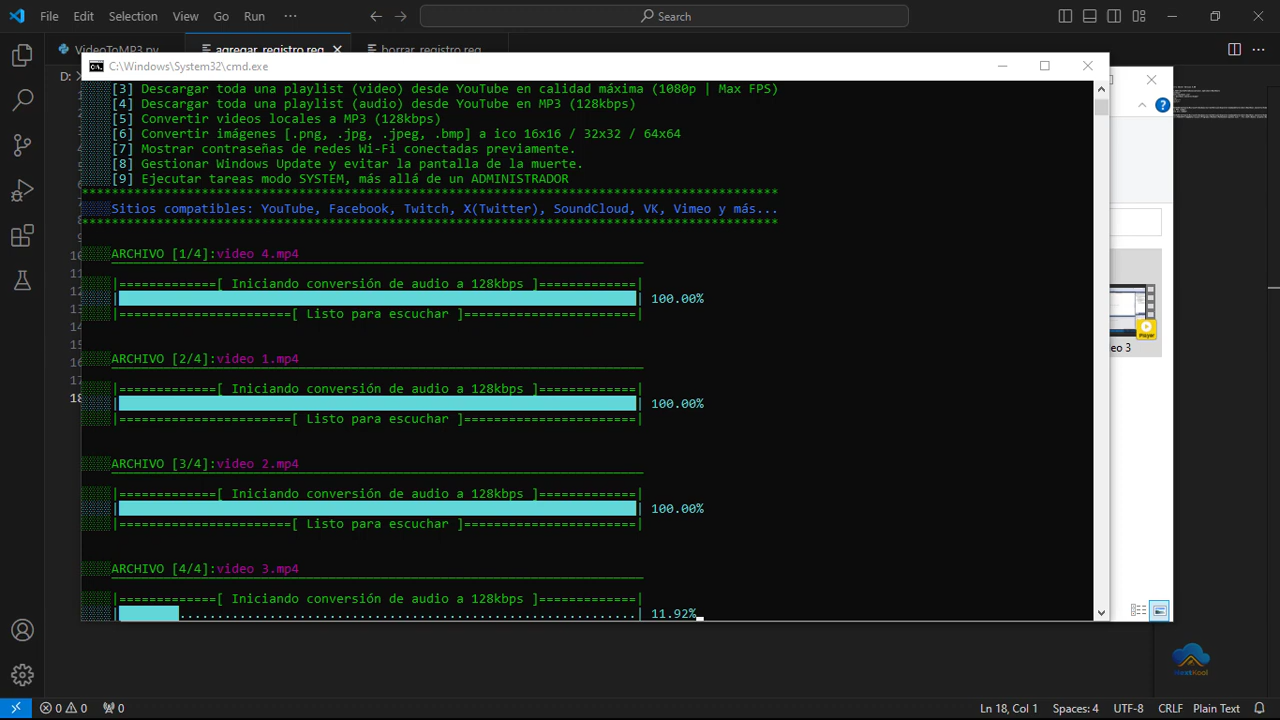 File Edit Selection View Go Run ··· Search
VideoToMP3.py agregar_registro.reg borrar_registro.reg
D:
C:\Windows\System32\cmd.exe
[3] Descargar toda una playlist (video) desde YouTube en calidad máxima (1080p | Max FPS)
[4] Descargar toda una playlist (audio) desde YouTube en MP3 (128kbps)
[5] Convertir videos locales a MP3 (128kbps)
[6] Convertir imágenes [.png, .jpg, .jpeg, .bmp] a ico 16x16 / 32x32 / 64x64
[7] Mostrar contraseñas de redes Wi-Fi conectadas previamente.
[8] Gestionar Windows Update y evitar la pantalla de la muerte.
[9] Ejecutar tareas modo SYSTEM, más allá de un ADMINISTRADOR
*********************************************************************************************
Sitios compatibles: YouTube, Facebook, Twitch, X(Twitter), SoundCloud, VK, Vimeo y más...
*********************************************************************************************
ARCHIVO [1/4]:video 4.mp4
|=============[ Iniciando conversión de audio a 128kbps ]=============|
100.00%
|=======================[ Listo para escuchar ]=======================|
ARCHIVO [2/4]:video 1.mp4
|=============[ Iniciando conversión de audio a 128kbps ]=============|
100.00%
|=======================[ Listo para escuchar ]=======================|
ARCHIVO [3/4]:video 2.mp4
|=============[ Iniciando conversión de audio a 128kbps ]=============|
100.00%
|=======================[ Listo para escuchar ]=======================|
ARCHIVO [4/4]:video 3.mp4
|=============[ Iniciando conversión de audio a 128kbps ]=============|
11.92%
eo 3
Player
18
NextKool
0 0 0 Ln 18, Col 1 Spaces: 4 CRLF Plain Text